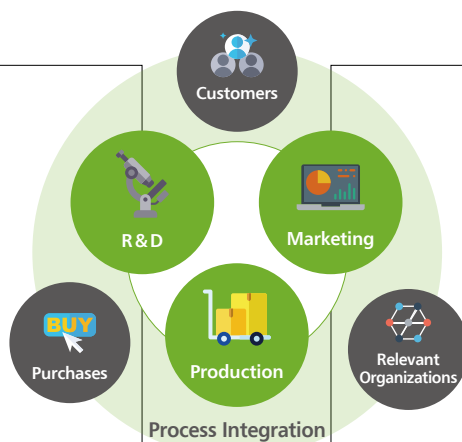 Customers
R & D
Marketing
BUY
Purchases
Production
Relevant
Organizations
Process Integration